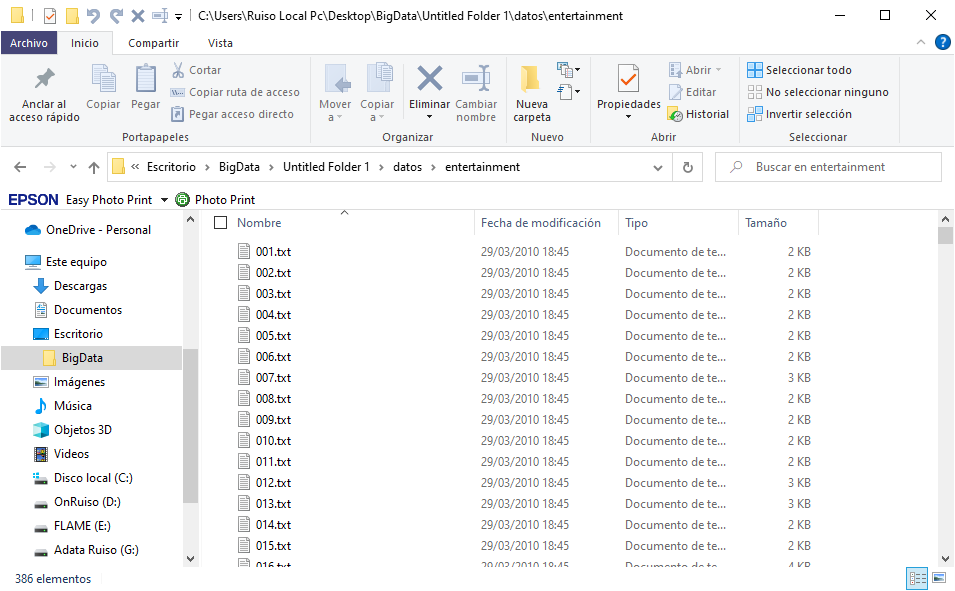 C:\Users\Ruiso Local Pc\Desktop\BigData\Untitled Folder 1\datos\entertainment
Archivo Inicio Compartir Vista
Anclar al acceso rápido
Copiar
Pegar
Cortar
Copiar ruta de acceso
Pegar acceso directo
Portapapeles
Mover a
Copiar a
Eliminar
Cambiar nombre
Organizar
Nueva carpeta
Nuevo
Propiedades
Abrir
Editar
Historial
Abrir
Seleccionar todo
No seleccionar ninguno
Invertir selección
Seleccionar
« Escritorio > BigData > Untitled Folder 1 > datos > entertainment
Buscar en entertainment
EPSON Easy Photo Print Photo Print
OneDrive - Personal
Este equipo
Descargas
Documentos
Escritorio
BigData
Imágenes
Música
Objetos 3D
Videos
Disco local (C:)
OnRuiso (D:)
FLAME (E:)
Adata Ruiso (G:)
Nombre Fecha de modificación Tipo Tamaño
001.txt 29/03/2010 18:45 Documento de te... 2 KB
002.txt 29/03/2010 18:45 Documento de te... 2 KB
003.txt 29/03/2010 18:45 Documento de te... 2 KB
004.txt 29/03/2010 18:45 Documento de te... 2 KB
005.txt 29/03/2010 18:45 Documento de te... 2 KB
006.txt 29/03/2010 18:45 Documento de te... 2 KB
007.txt 29/03/2010 18:45 Documento de te... 3 KB
008.txt 29/03/2010 18:45 Documento de te... 2 KB
009.txt 29/03/2010 18:45 Documento de te... 2 KB
010.txt 29/03/2010 18:45 Documento de te... 2 KB
011.txt 29/03/2010 18:45 Documento de te... 2 KB
012.txt 29/03/2010 18:45 Documento de te... 3 KB
013.txt 29/03/2010 18:45 Documento de te... 3 KB
014.txt 29/03/2010 18:45 Documento de te... 2 KB
015.txt 29/03/2010 18:45 Documento de te... 2 KB
016.txt 29/03/2010 18:45 Documento de te... 4 KB
386 elementos